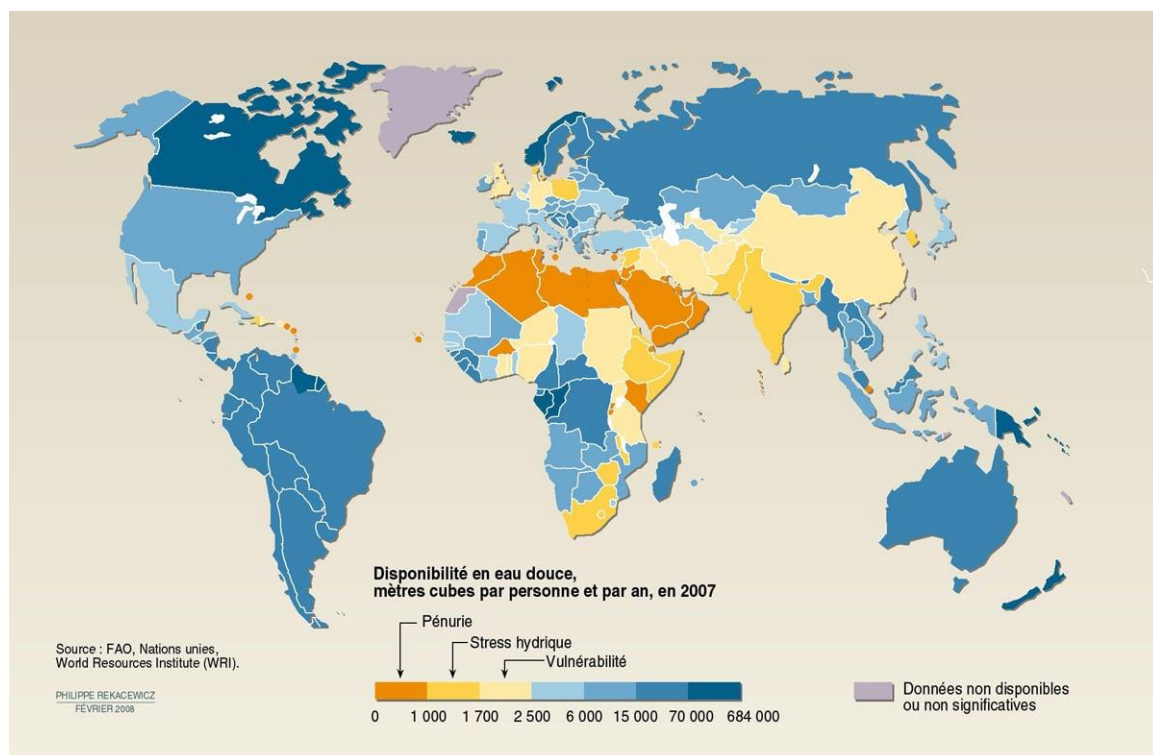 Disponibilité en eau douce,
mètres cubes par personne et par an, en 2007
Pénurie
Stress hydrique
Vulnérabilité
0 1 000 1 700 2 500 6 000 15 000 70 000 684 000
Données non disponibles
ou non significatives
Source : FAO, Nations unies,
World Resources Institute (WRI).
PHILIPPE REKACEWICZ
FÉVRIER 2008